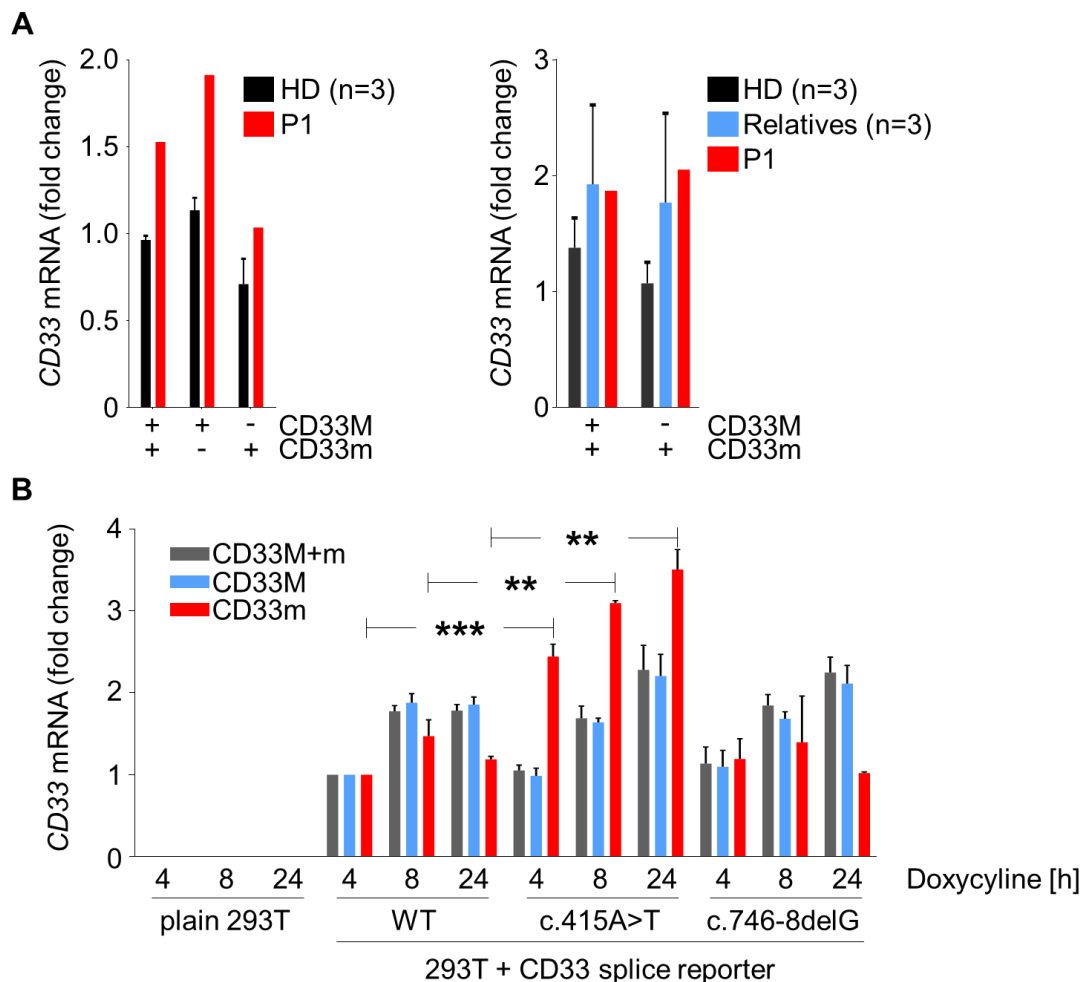 A
CD33 mRNA (fold change)
2.0
1.5
1.0
0.5
0
HD (n=3)
P1
+ + - CD33M
+ - + CD33m
CD33 mRNA (fold change)
3
2
1
0
HD (n=3)
Relatives (n=3)
P1
+ - CD33M
+ + CD33m
B
CD33 mRNA (fold change)
4
3
2
1
0
CD33M+m
CD33M
CD33m
**
**
***
4 8 24 4 8 24 4 8 24 4 8 24 Doxycyline [h]
plain 293T WT c.415A>T c.746-8delG
293T + CD33 splice reporter